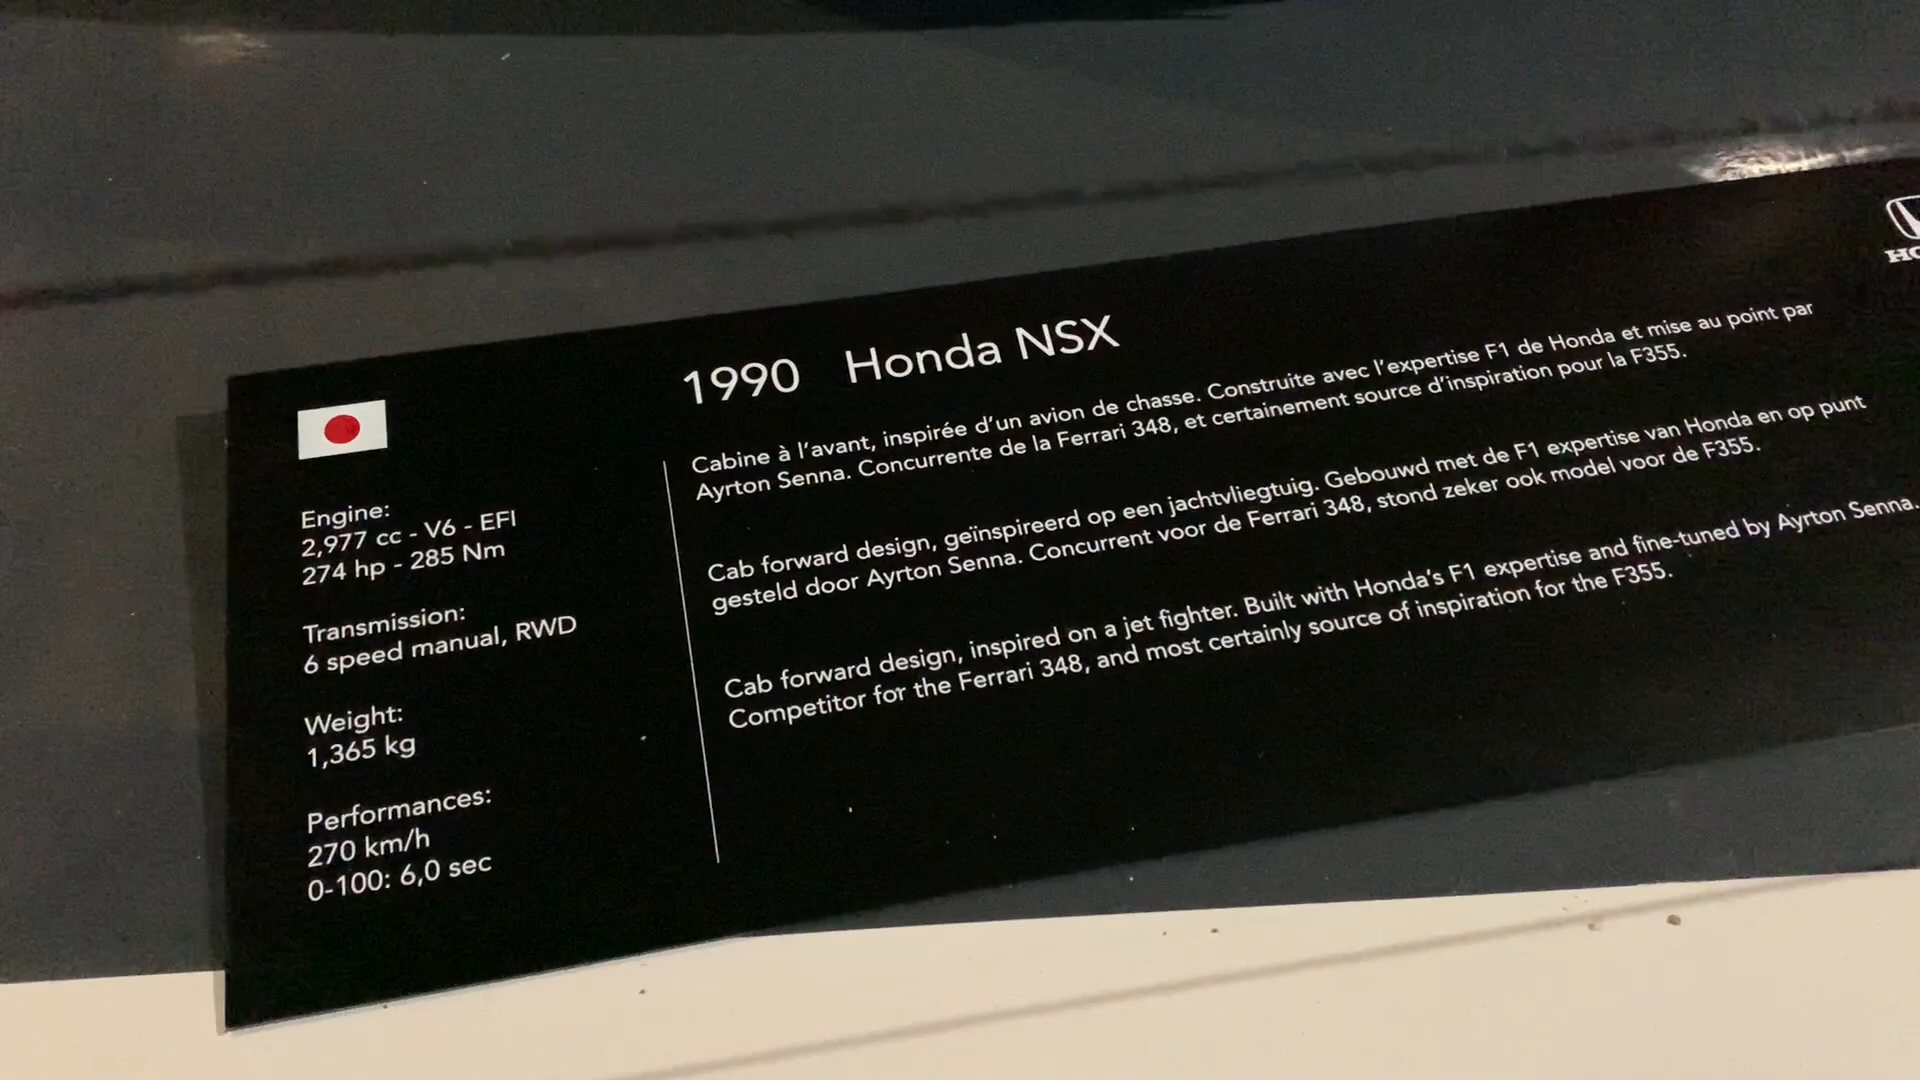 1990 Honda NSX
Engine:
2,977 cc - V6 - EFI
274 hp - 285 Nm
Transmission:
6 speed manual, RWD
Weight:
1,365 kg
Performances:
270 km/h
0-100: 6,0 sec
Cabine à l'avant, inspirée d'un avion de chasse. Construite avec l'expertise F1 de Honda et mise au point par
Ayrton Senna. Concurrente de la Ferrari 348, et certainement source d'inspiration pour la F355.
Cab forward design, geïnspireerd op een jachtvliegtuig. Gebouwd met de F1 expertise van Honda en op punt
gesteld door Ayrton Senna. Concurrent voor de Ferrari 348, stond zeker ook model voor de F355.
Cab forward design, inspired on a jet fighter. Built with Honda's F1 expertise and fine-tuned by Ayrton Senna.
Competitor for the Ferrari 348, and most certainly source of inspiration for the F355.